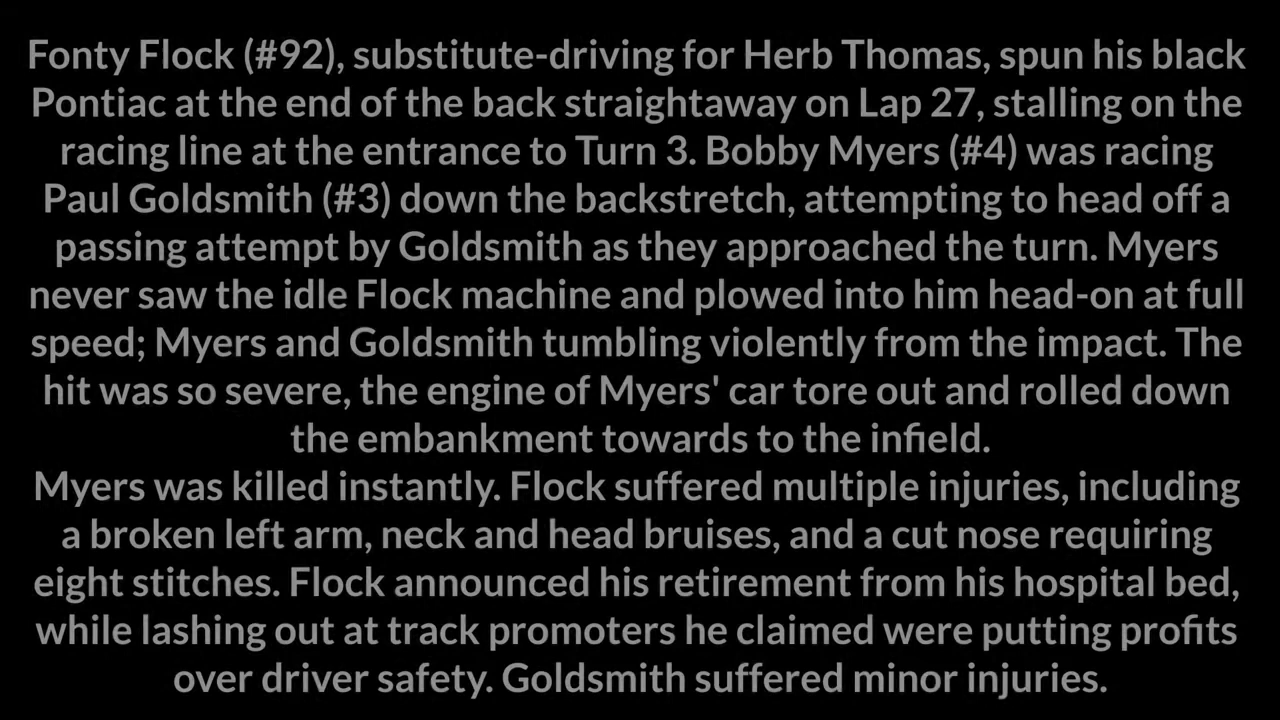 Fonty Flock (#92), substitute-driving for Herb Thomas, spun his black
Pontiac at the end of the back straightaway on Lap 27, stalling on the
racing line at the entrance to Turn 3. Bobby Myers (#4) was racing
Paul Goldsmith (#3) down the backstretch, attempting to head off a
passing attempt by Goldsmith as they approached the turn. Myers
never saw the idle Flock machine and plowed into him head-on at full
speed; Myers and Goldsmith tumbling violently from the impact. The
hit was so severe, the engine of Myers' car tore out and rolled down
the embankment towards to the infield.
Myers was killed instantly. Flock suffered multiple injuries, including
a broken left arm, neck and head bruises, and a cut nose requiring
eight stitches. Flock announced his retirement from his hospital bed,
while lashing out at track promoters he claimed were putting profits
over driver safety. Goldsmith suffered minor injuries.